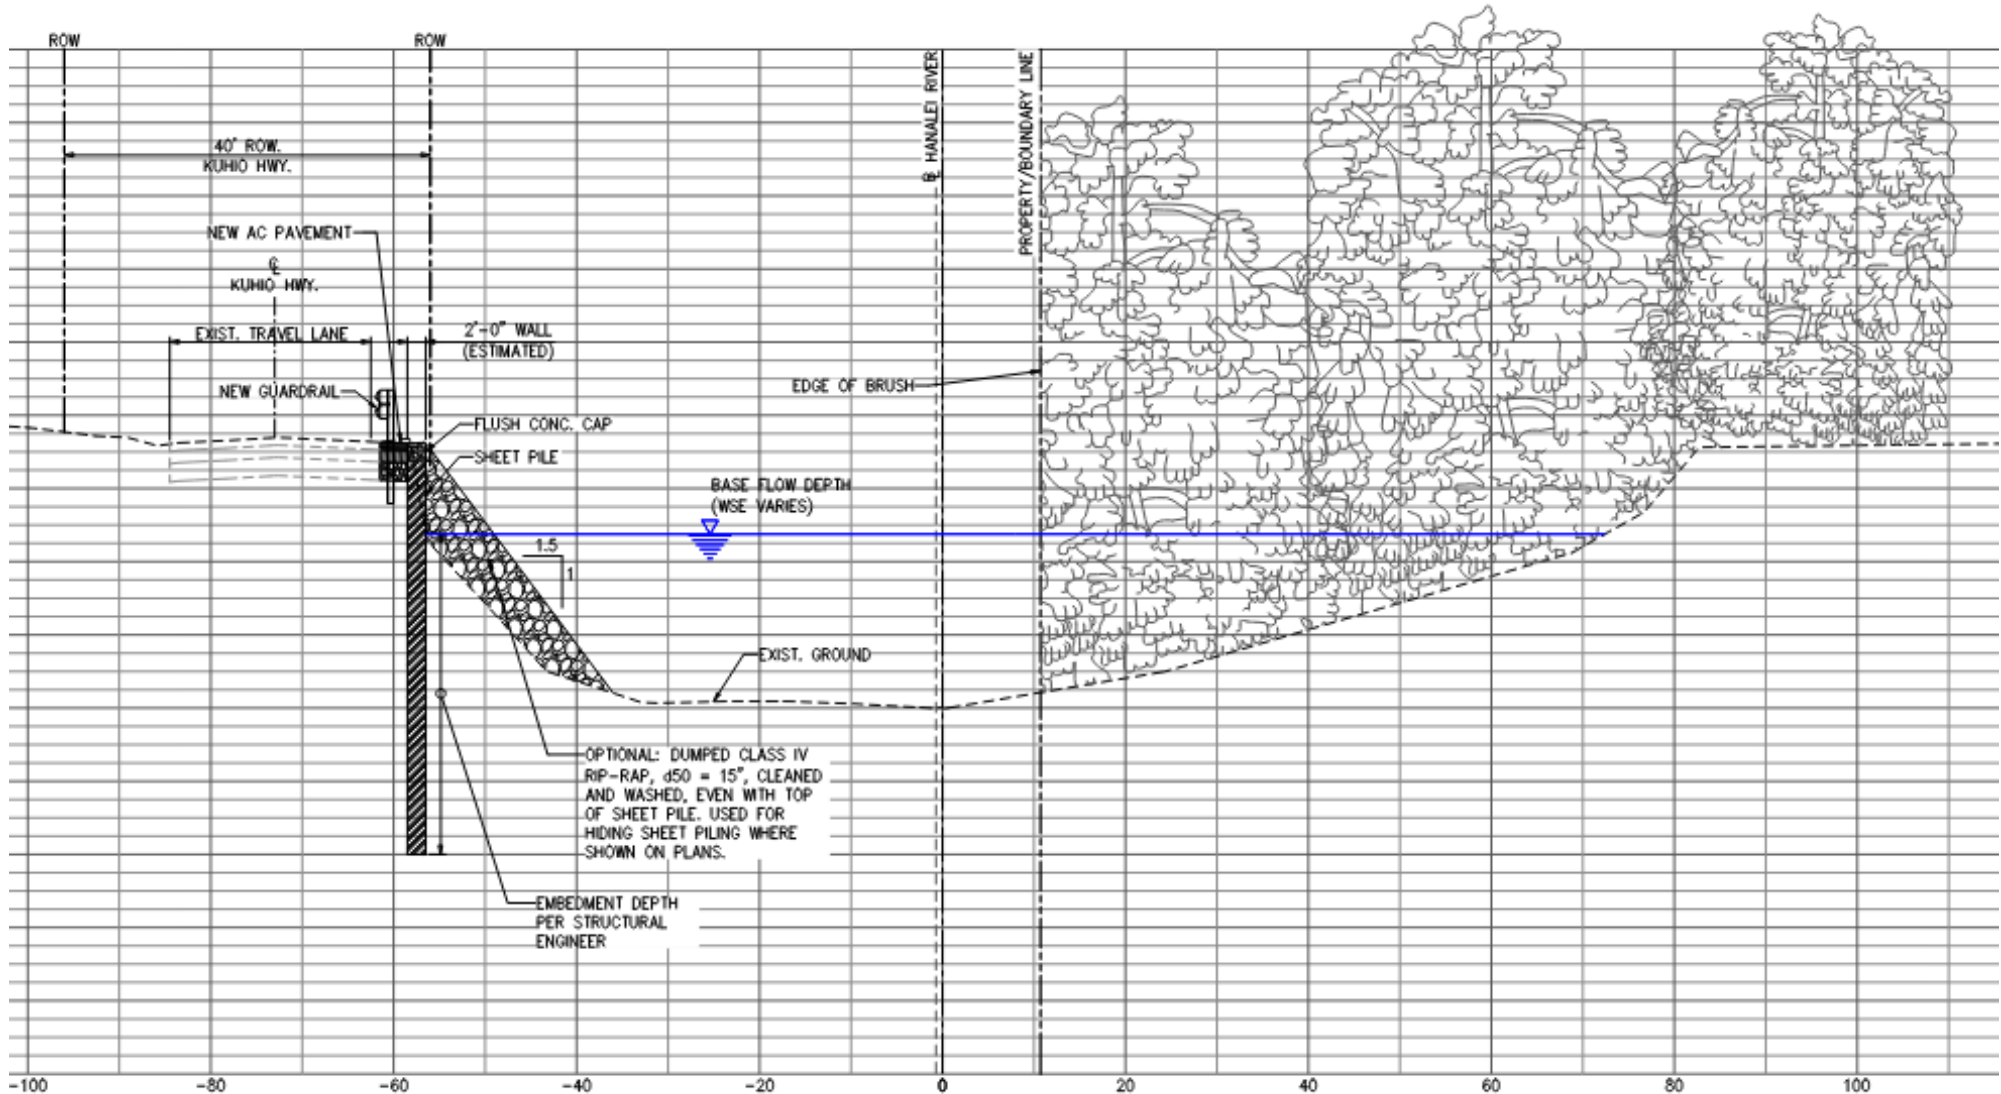 ROW
ROW
40' ROW.
KUHIO HWY.
NEW AC PAVEMENT
℄
KUHIO HWY.
EXIST. TRAVEL LANE
2'-0" WALL
(ESTIMATED)
NEW GUARDRAIL
FLUSH CONC. CAP
SHEET PILE
BASE FLOW DEPTH
(WSE VARIES)
1.5
1
EDGE OF BRUSH
℄ HANALEI RIVER
PROPERTY/BOUNDARY LINE
EXIST. GROUND
OPTIONAL: DUMPED CLASS IV
RIP-RAP, d50 = 15", CLEANED
AND WASHED, EVEN WITH TOP
OF SHEET PILE. USED FOR
HIDING SHEET PILING WHERE
SHOWN ON PLANS.
EMBEDMENT DEPTH
PER STRUCTURAL
ENGINEER
-100 -80 -60 -40 -20 0 20 40 60 80 100